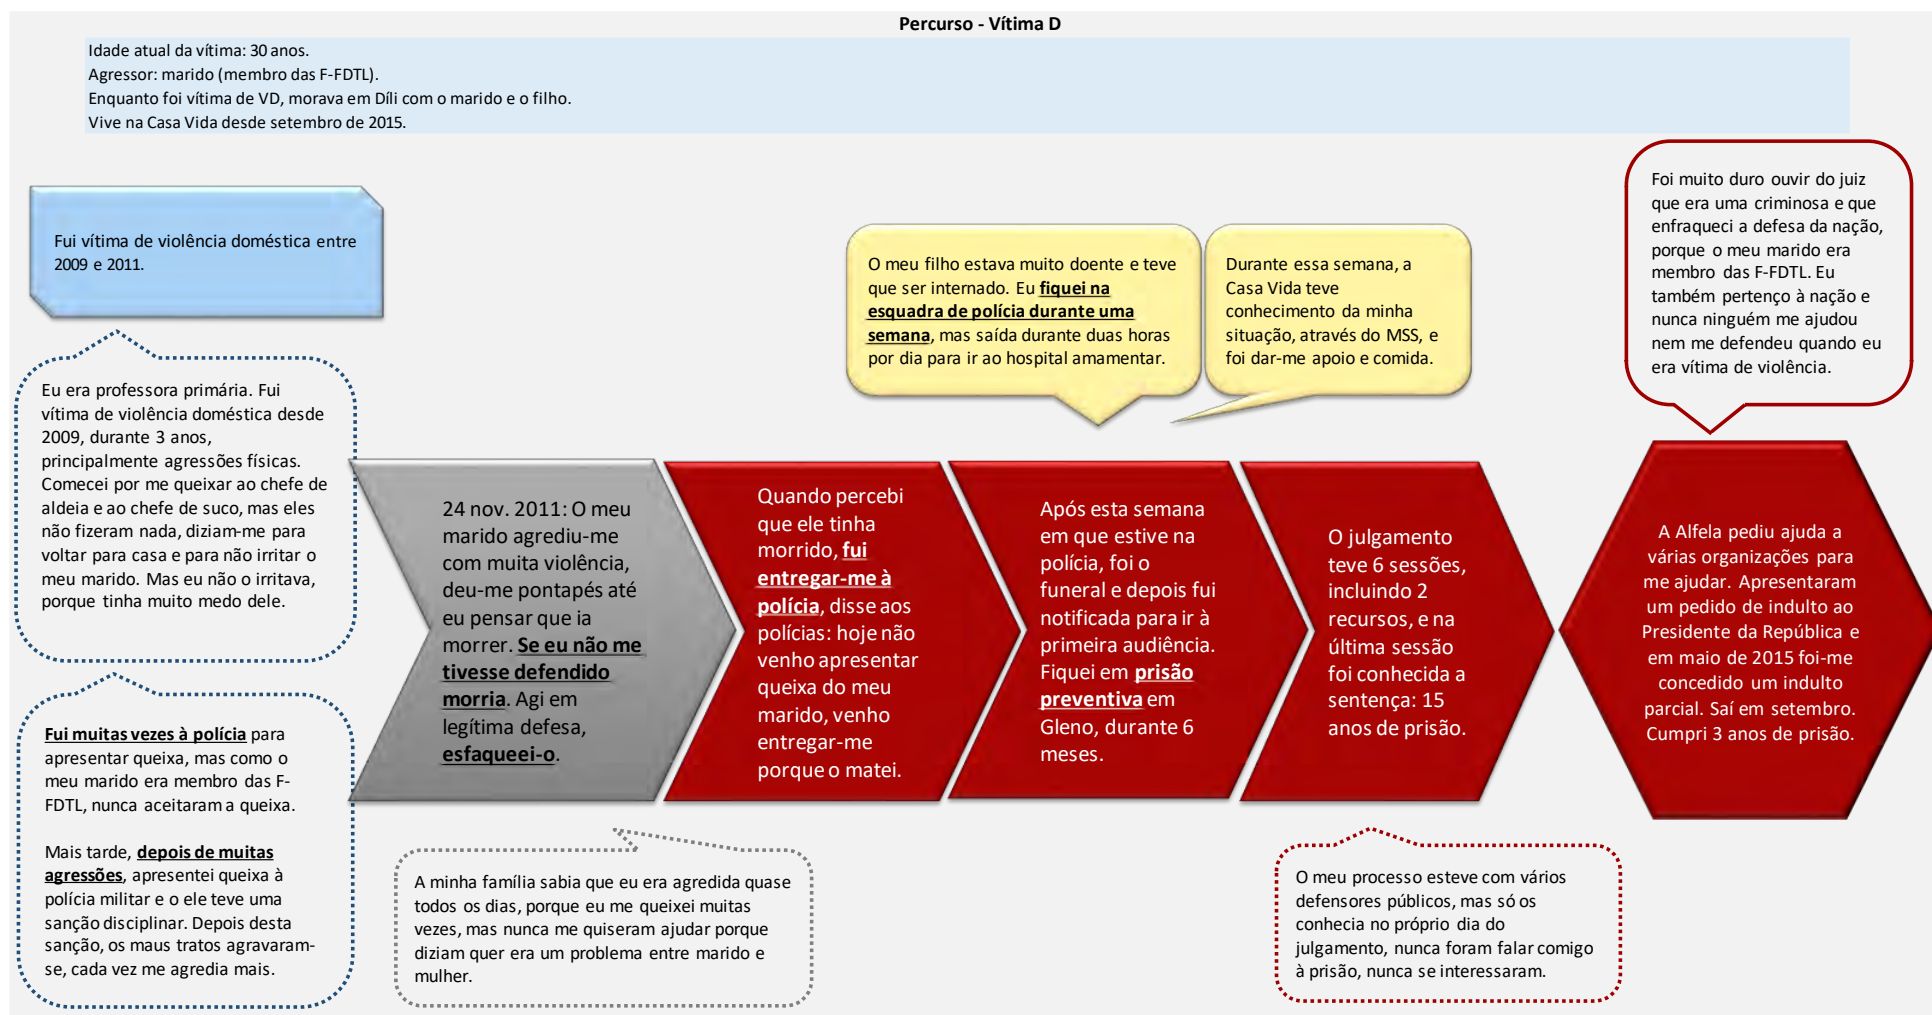 Percurso - Vítima D
Idade atual da vítima: 30 anos.
Agressor: marido (membro das F-FDTL).
Enquanto foi vítima de VD, morava em Díli com o marido e o filho.
Vive na Casa Vida desde setembro de 2015.
Fui vítima de violência doméstica entre
2009 e 2011.
Eu era professora primária. Fui
vítima de violência doméstica desde
2009, durante 3 anos,
principalmente agressões físicas.
Comecei por me queixar ao chefe de
aldeia e ao chefe de suco, mas eles
não fizeram nada, diziam-me para
voltar para casa e para não irritar o
meu marido. Mas eu não o irritava,
porque tinha muito medo dele.
Fui muitas vezes à polícia para
apresentar queixa, mas como o
meu marido era membro das F-
FDTL, nunca aceitaram a queixa.
Mais tarde, depois de muitas
agressões, apresentei queixa à
polícia militar e o ele teve uma
sanção disciplinar. Depois desta
sanção, os maus tratos agravaram-
se, cada vez me agredia mais.
24 nov. 2011: O meu
marido agrediu-me
com muita violência,
deu-me pontapés até
eu pensar que ia
morrer. Se eu não me
tivesse defendido
morria. Agi em
legítima defesa,
esfaqueei-o.
A minha família sabia que eu era agredida quase
todos os dias, porque eu me queixei muitas
vezes, mas nunca me quiseram ajudar porque
diziam quer era um problema entre marido e
mulher.
Quando percebi
que ele tinha
morrido, fui
entregar-me à
polícia, disse aos
polícias: hoje não
venho apresentar
queixa do meu
marido, venho
entregar-me
porque o matei.
O meu filho estava muito doente e teve
que ser internado. Eu fiquei na
esquadra de polícia durante uma
semana, mas saída durante duas horas
por dia para ir ao hospital amamentar.
Durante essa semana, a
Casa Vida teve
conhecimento da minha
situação, através do MSS, e
foi dar-me apoio e comida.
Após esta semana
em que estive na
polícia, foi o
funeral e depois fui
notificada para ir à
primeira audiência.
Fiquei em prisão
preventiva em
Gleno, durante 6
meses.
O julgamento
teve 6 sessões,
incluindo 2
recursos, e na
última sessão
foi conhecida a
sentença: 15
anos de prisão.
O meu processo esteve com vários
defensores públicos, mas só os
conhecia no próprio dia do
julgamento, nunca foram falar comigo
à prisão, nunca se interessaram.
Foi muito duro ouvir do juiz
que era uma criminosa e que
enfraqueci a defesa da nação,
porque o meu marido era
membro das F-FDTL. Eu
também pertenço à nação e
nunca ninguém me ajudou
nem me defendeu quando eu
era vítima de violência.
A Alfela pediu ajuda a
várias organizações para
me ajudar. Apresentaram
um pedido de indulto ao
Presidente da República e
em maio de 2015 foi-me
concedido um indulto
parcial. Saí em setembro.
Cumpri 3 anos de prisão.